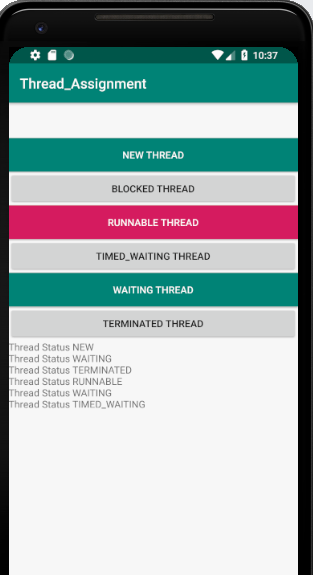 10:37
Thread_Assignment
NEW THREAD
BLOCKED THREAD
RUNNABLE THREAD
TIMED_WAITING THREAD
WAITING THREAD
TERMINATED THREAD
Thread Status NEW
Thread Status WAITING
Thread Status TERMINATED
Thread Status RUNNABLE
Thread Status WAITING
Thread Status TIMED_WAITING